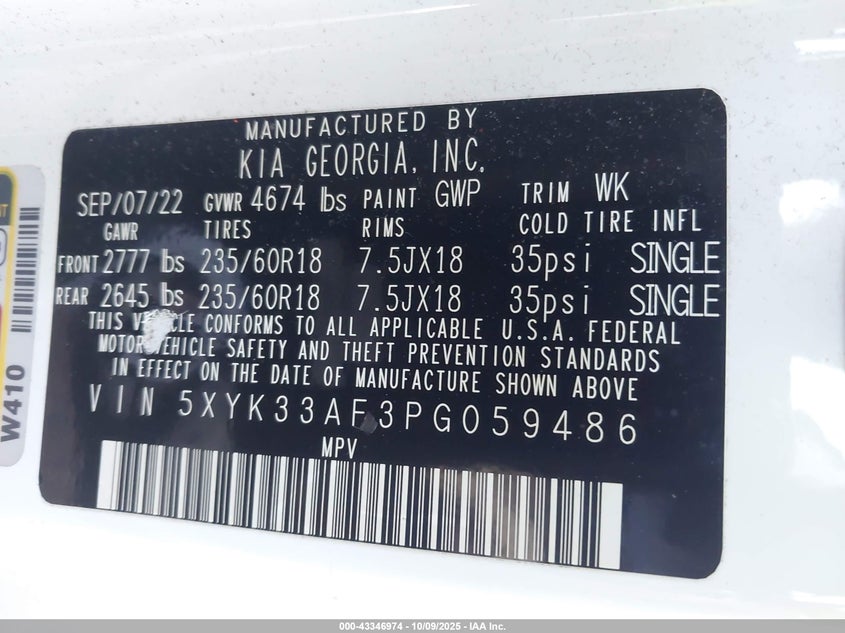 MANUFACTURED BY
KIA GEORGIA, INC.
SEP/07/22 GVWR 4674 lbs PAINT GWP TRIM WK
GAWR TIRES RIMS COLD TIRE INFL
FRONT 2777 lbs 235/60R18 7.5JX18 35psi SINGLE
REAR 2645 lbs 235/60R18 7.5JX18 35psi SINGLE
THIS VEHICLE CONFORMS TO ALL APPLICABLE U.S.A. FEDERAL
MOTOR VEHICLE SAFETY AND THEFT PREVENTION STANDARDS
IN EFFECT ON THE DATE OF MANUFACTURE SHOWN ABOVE
VIN 5XYK33AF3PG059486
MPV
W410
000-43346974 - 10/09/2025 - IAA Inc.